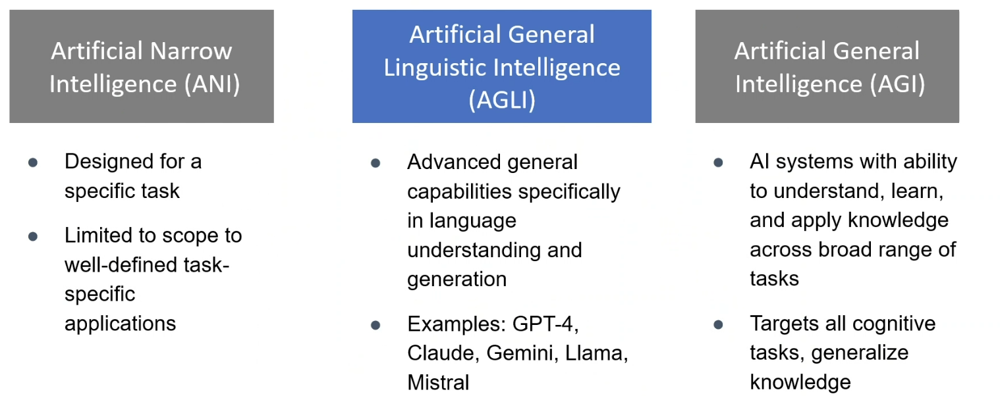 Artificial Narrow
Intelligence (ANI)
● Designed for a
specific task
● Limited to scope to
well-defined task-
specific
applications
Artificial General
Linguistic Intelligence
(AGLI)
● Advanced general
capabilities specifically
in language
understanding and
generation
● Examples: GPT-4,
Claude, Gemini, Llama,
Mistral
Artificial General
Intelligence (AGI)
● AI systems with ability
to understand, learn,
and apply knowledge
across broad range of
tasks
● Targets all cognitive
tasks, generalize
knowledge